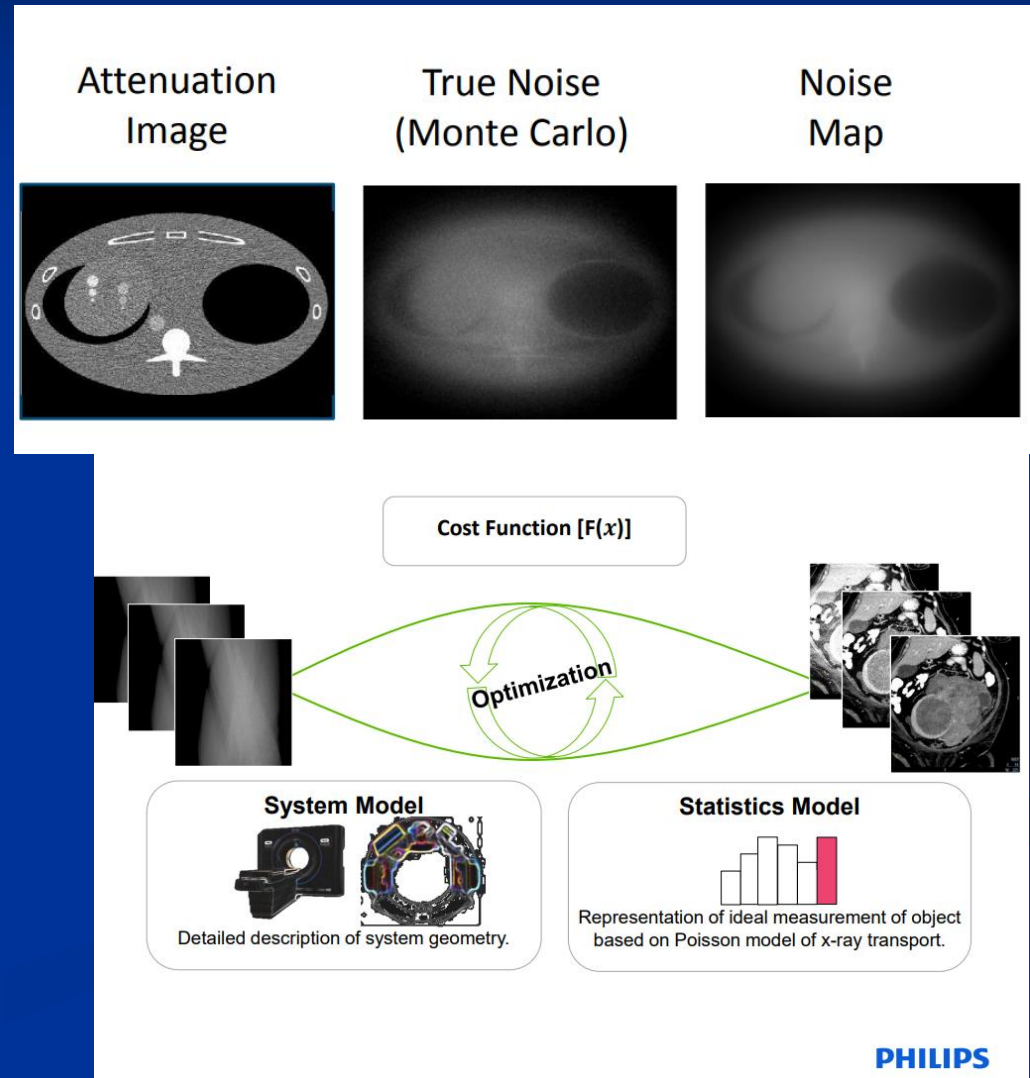 Attenuation
Image
True Noise
(Monte Carlo)
Noise
Map
Cost Function [F(x)]
Optimization
System Model
Detailed description of system geometry.
Statistics Model
Representation of ideal measurement of object
based on Poisson model of x-ray transport.
PHILIPS